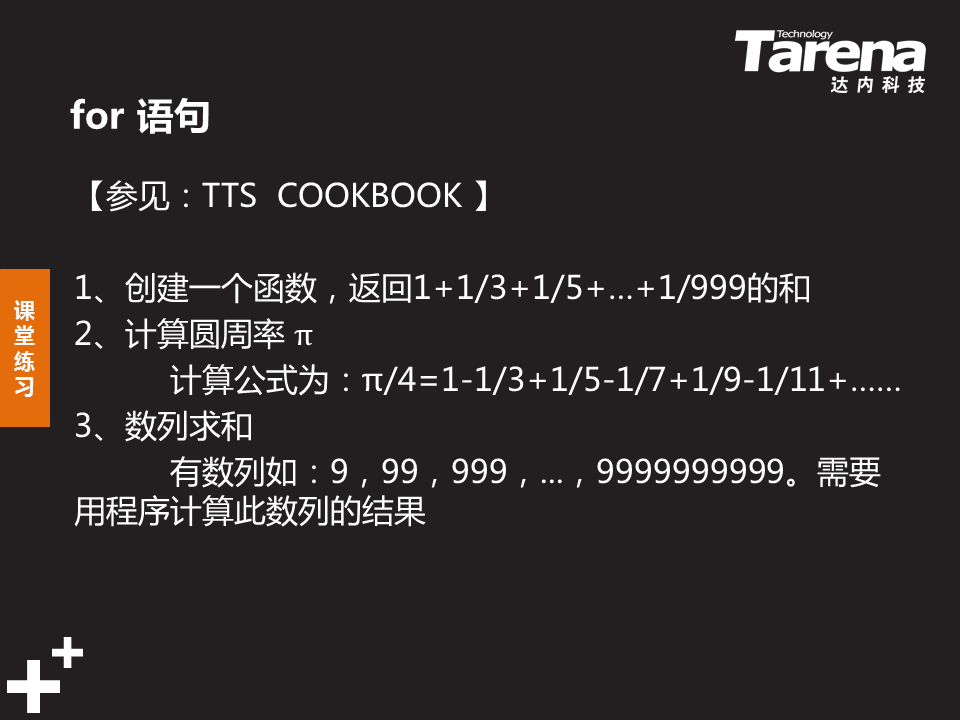 Technology
Tarena
达内科技
for 语句
【参见：TTS COOKBOOK 】
1、创建一个函数，返回1+1/3+1/5+…+1/999的和
2、计算圆周率 π
计算公式为：π/4=1-1/3+1/5-1/7+1/9-1/11+……
3、数列求和
有数列如：9，99，999，…，9999999999。需要
用程序计算此数列的结果
课
堂
练
习